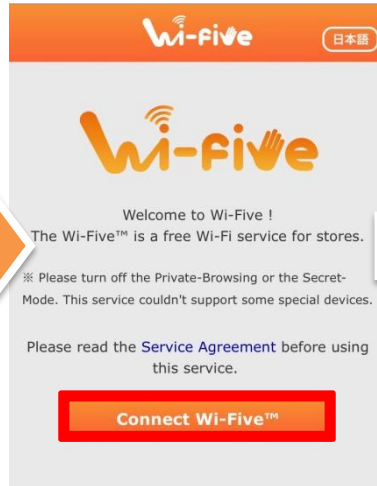 Wi-Five
日本語
Wi-Five
Welcome to Wi-Five !
The Wi-Five™ is a free Wi-Fi service for stores.
※ Please turn off the Private-Browsing or the Secret-
Mode. This service couldn't support some special devices.
Please read the Service Agreement before using
this service.
Connect Wi-Five™